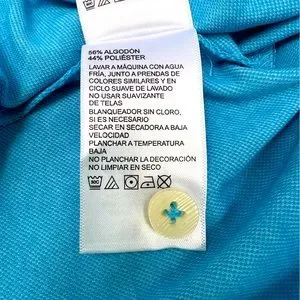 56% ALGODÓN
44% POLIÉSTER
LAVAR A MÁQUINA CON AGUA
FRÍA, JUNTO A PRENDAS DE
COLORES SIMILARES Y EN
CICLO SUAVE DE LAVADO
NO USAR SUAVIZANTE
DE TELAS
BLANQUEADOR SIN CLORO,
SI ES NECESARIO
SECAR EN SECADORA A BAJA
VELOCIDAD
PLANCHAR A TEMPERATURA
BAJA
NO PLANCHAR LA DECORACIÓN
NO LIMPIAR EN SECO